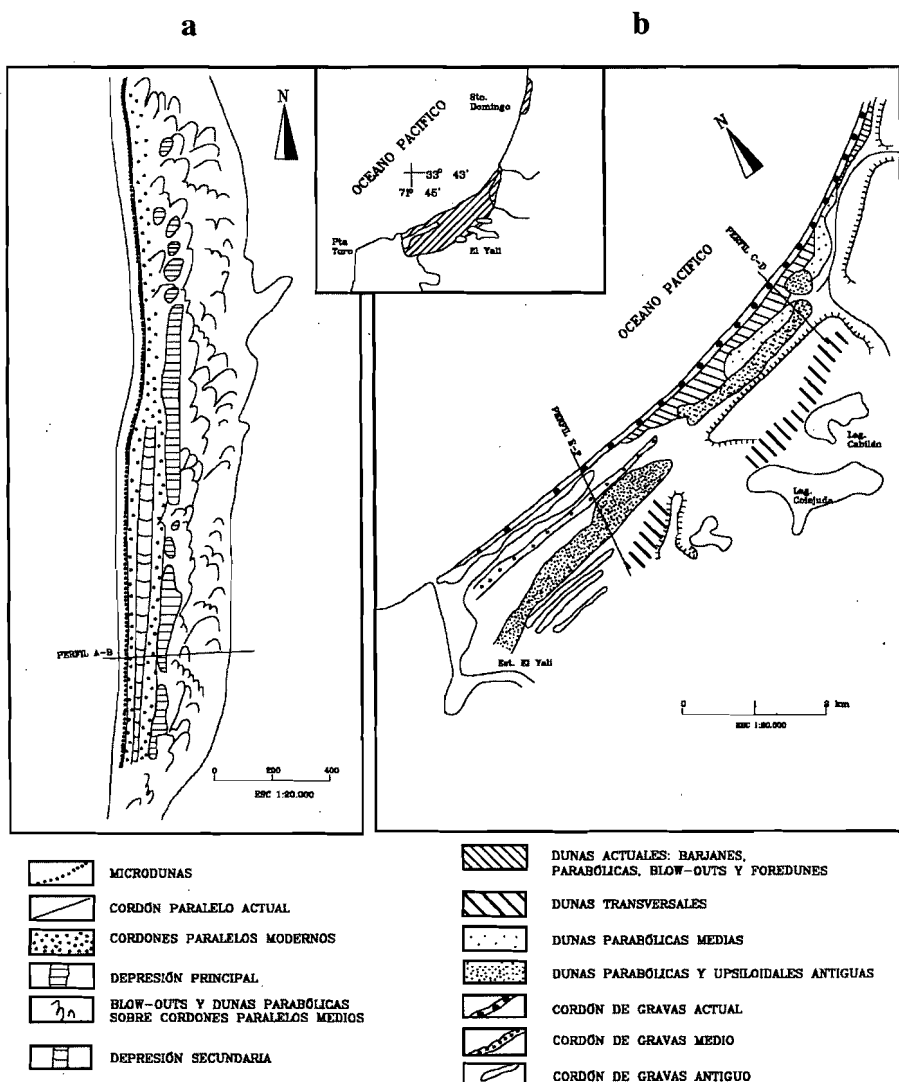 a
b
N
PERFIL A-B
0 200 400
ESC 1:20.000
Sto.
Domingo
OCEANO PACIFICO
33° 43'
71° 45'
Pta
Toro
El Yali
N
OCEANO PACIFICO
PERFIL C-D
PERFIL E-F
Lag.
Cabildo
Lag.
Colejuda
Est. El Yali
0 2 km
ESC 1:20.000
MICRODUNAS
CORDÓN PARALELO ACTUAL
CORDONES PARALELOS MODERNOS
DEPRESIÓN PRINCIPAL
BLOW-OUTS Y DUNAS PARABÓLICAS
SOBRE CORDONES PARALELOS MEDIOS
DEPRESIÓN SECUNDARIA
DUNAS ACTUALES: BARJANES,
PARABÓLICAS, BLOW-OUTS Y FOREDUNES
DUNAS TRANSVERSALES
DUNAS PARABÓLICAS MEDIAS
DUNAS PARABÓLICAS Y UPSILOIDALES ANTIGUAS
CORDÓN DE GRAVAS ACTUAL
CORDÓN DE GRAVAS MEDIO
CORDÓN DE GRAVAS ANTIGUO